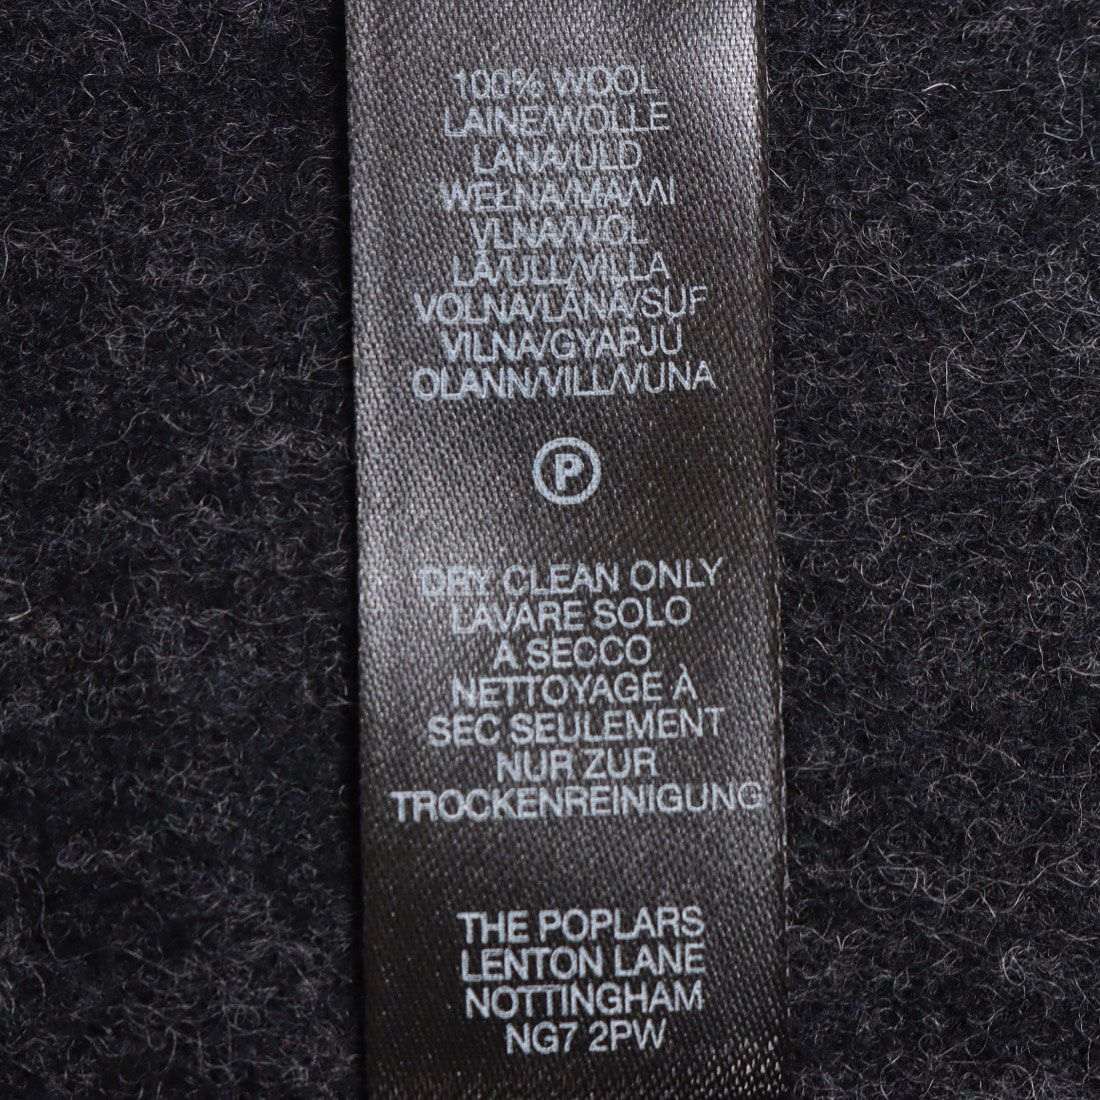 100% WOOL
LAINE/WOLLE
LANA/ULD
WEŁNA/MAΛΛI
VLNA/WOL
LÃ/ULL/VILLA
VOLNA/LÂNĂ/SUF
VILNA/GYAPJÚ
OLANN/VILL/VUNA
P
DRY CLEAN ONLY
LAVARE SOLO
A SECCO
NETTOYAGE À
SEC SEULEMENT
NUR ZUR
TROCKENREINIGUNG
THE POPLARS
LENTON LANE
NOTTINGHAM
NG7 2PW